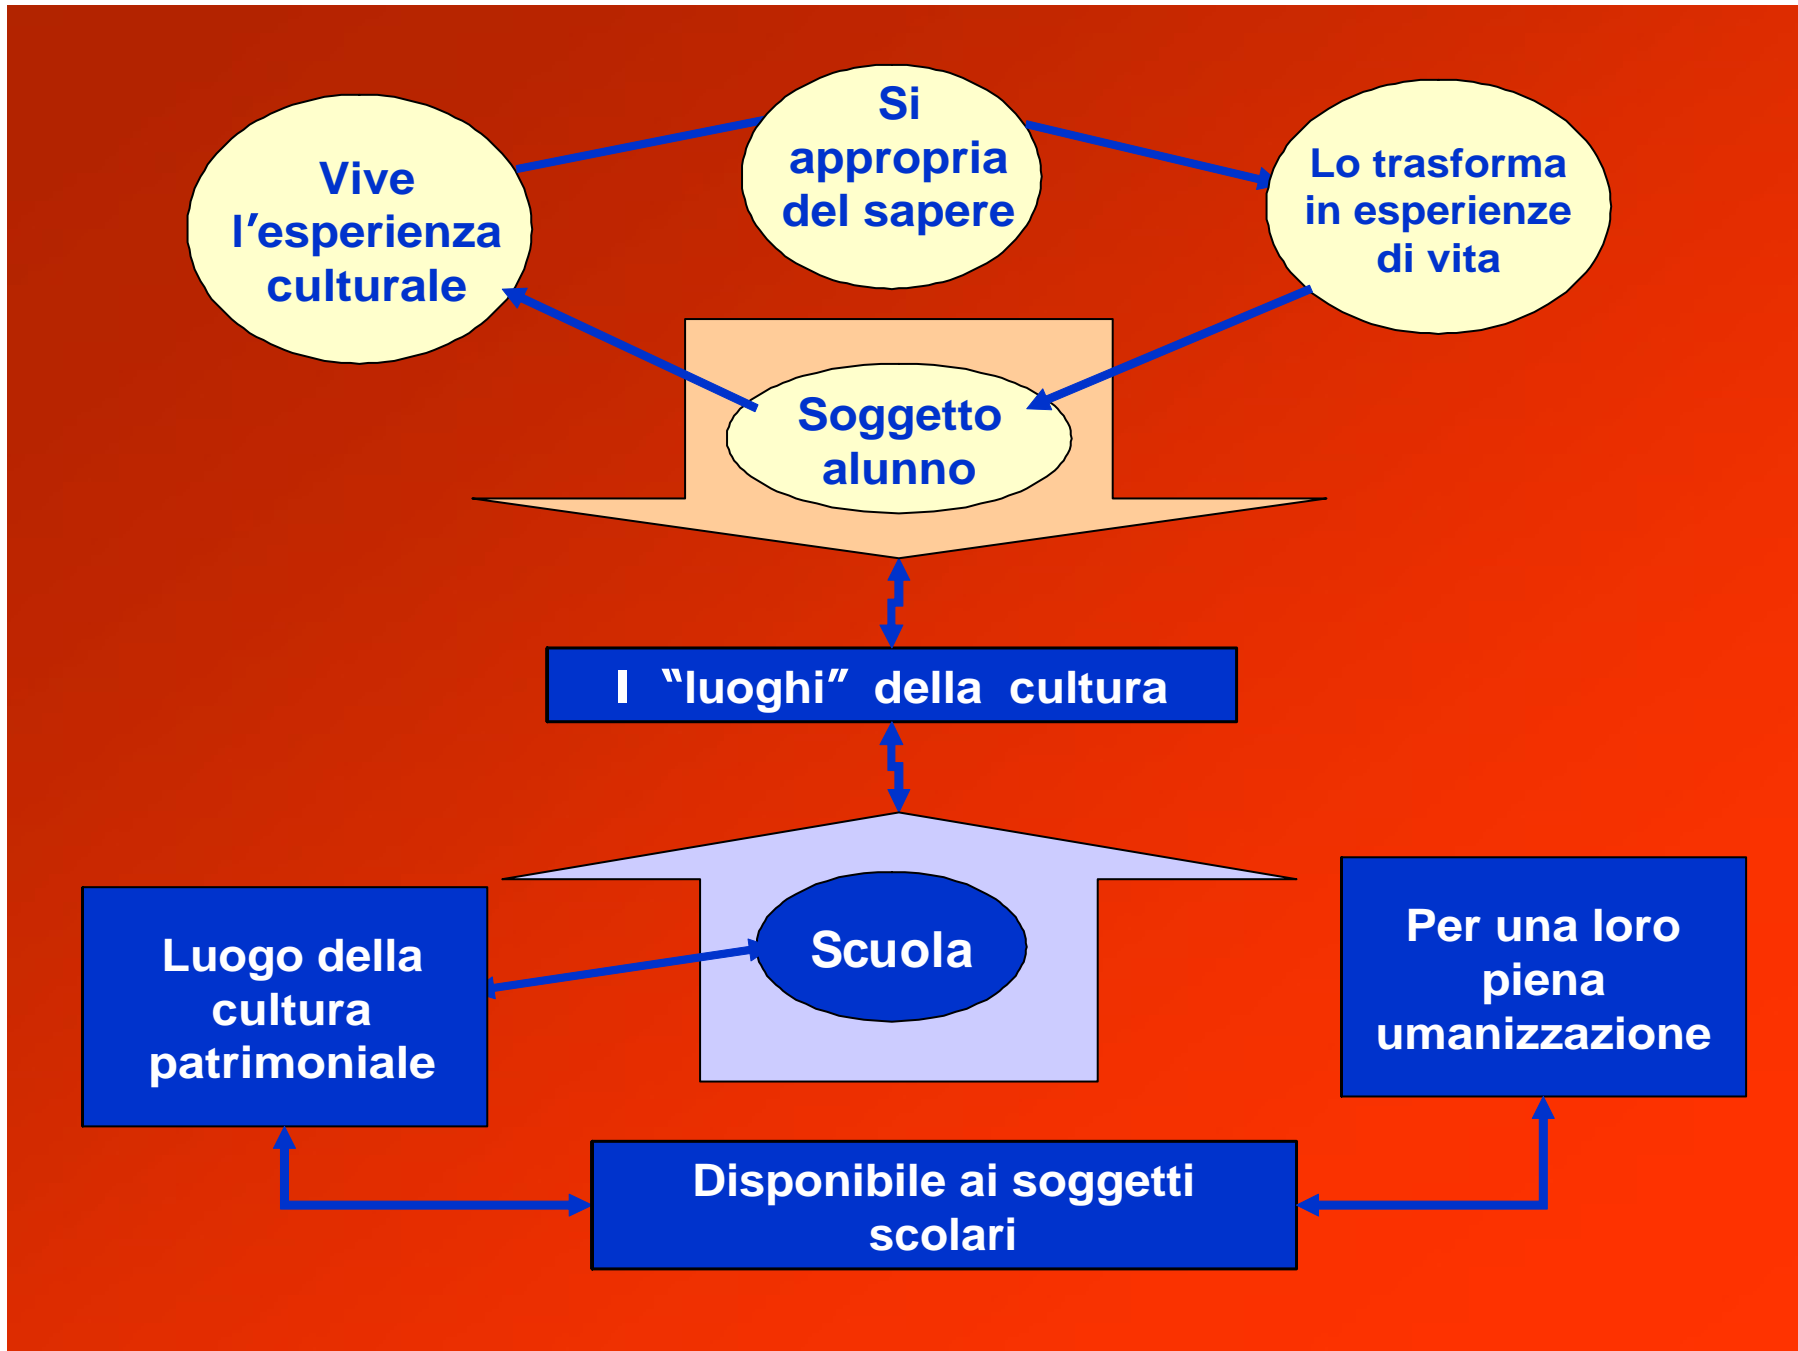 Vive
l'esperienza
culturale
Si
appropria
del sapere
Lo trasforma
in esperienze
di vita
Soggetto
alunno
I "luoghi" della cultura
Scuola
Luogo della
cultura
patrimoniale
Per una loro
piena
umanizzazione
Disponibile ai soggetti
scolari